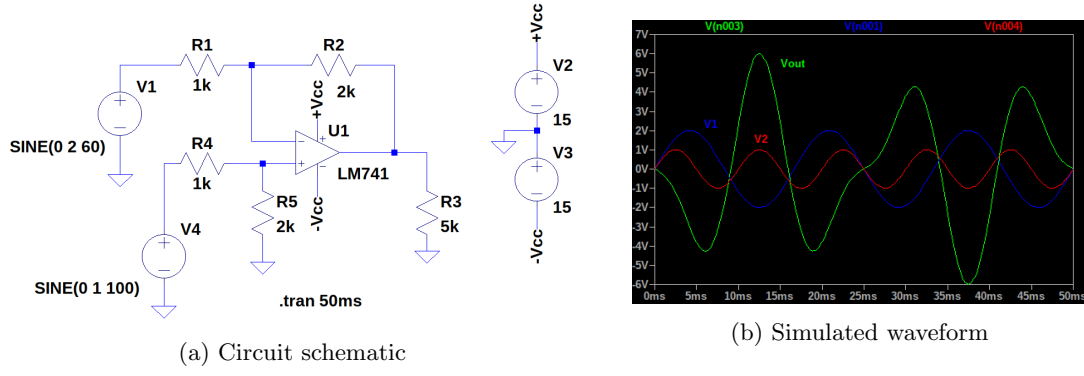 R1
1k
R2
2k
V1
SINE(0 2 60)
+Vcc
U1
LM741
-Vcc
R4
1k
R5
2k
V4
SINE(0 1 100)
R3
5k
.tran 50ms
+Vcc
V2
15
V3
15
-Vcc
(a) Circuit schematic
V(n003) V(n001) V(n004)
7V
6V
5V
4V
3V
2V
1V
0V
-1V
-2V
-3V
-4V
-5V
-6V
Vout
V1
V2
0ms 5ms 10ms 15ms 20ms 25ms 30ms 35ms 40ms 45ms 50ms
(b) Simulated waveform